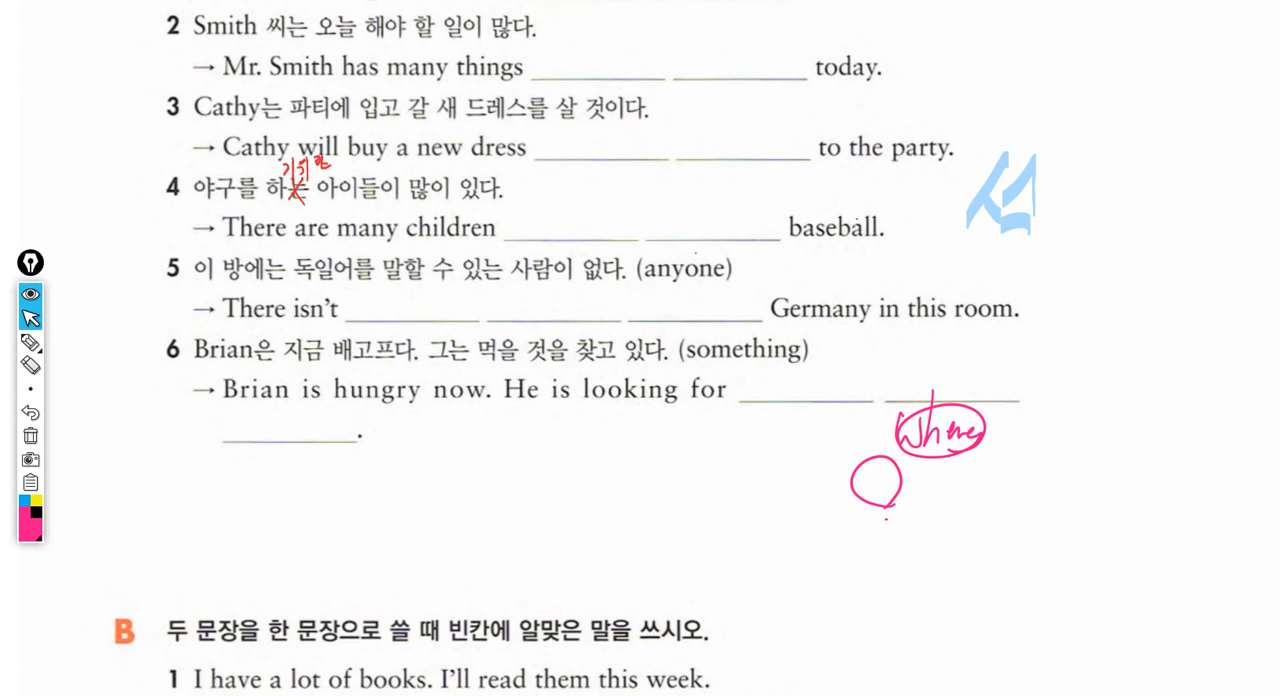 2 Smith 씨는 오늘 해야 할 일이 많다.
→ Mr. Smith has many things ____ ____ today.
3 Cathy는 파티에 입고 갈 새 드레스를 살 것이다.
→ Cathy will buy a new dress ____ ____ to the party.
4 야구를 하는 아이들이 많이 있다.
→ There are many children ____ ____ baseball.
5 이 방에는 독일어를 말할 수 있는 사람이 없다. (anyone)
→ There isn't ____ ____ ____ Germany in this room.
6 Brian은 지금 배고프다. 그는 먹을 것을 찾고 있다. (something)
→ Brian is hungry now. He is looking for ____ ____
____.
B 두 문장을 한 문장으로 쓸 때 빈칸에 알맞은 말을 쓰시오.
1 I have a lot of books. I'll read them this week.